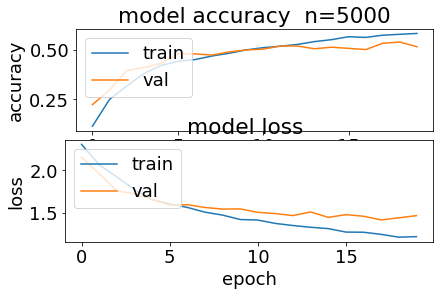 model accuracy n=5000
accuracy
0.50
0.25
train
val
model loss
loss
2.0
1.5
train
val
0
5
10
15
epoch